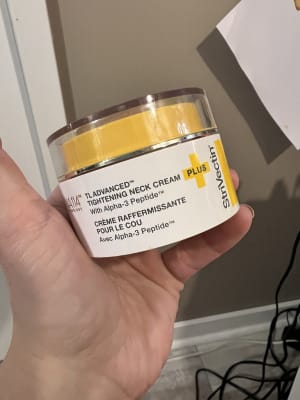 TL ADVANCED™
TIGHTENING NECK CREAM
PLUS
With Alpha-3 Peptide™
CRÈME RAFFERMISSANTE
POUR LE COU
Avec Alpha-3 Peptide™
StriVectin